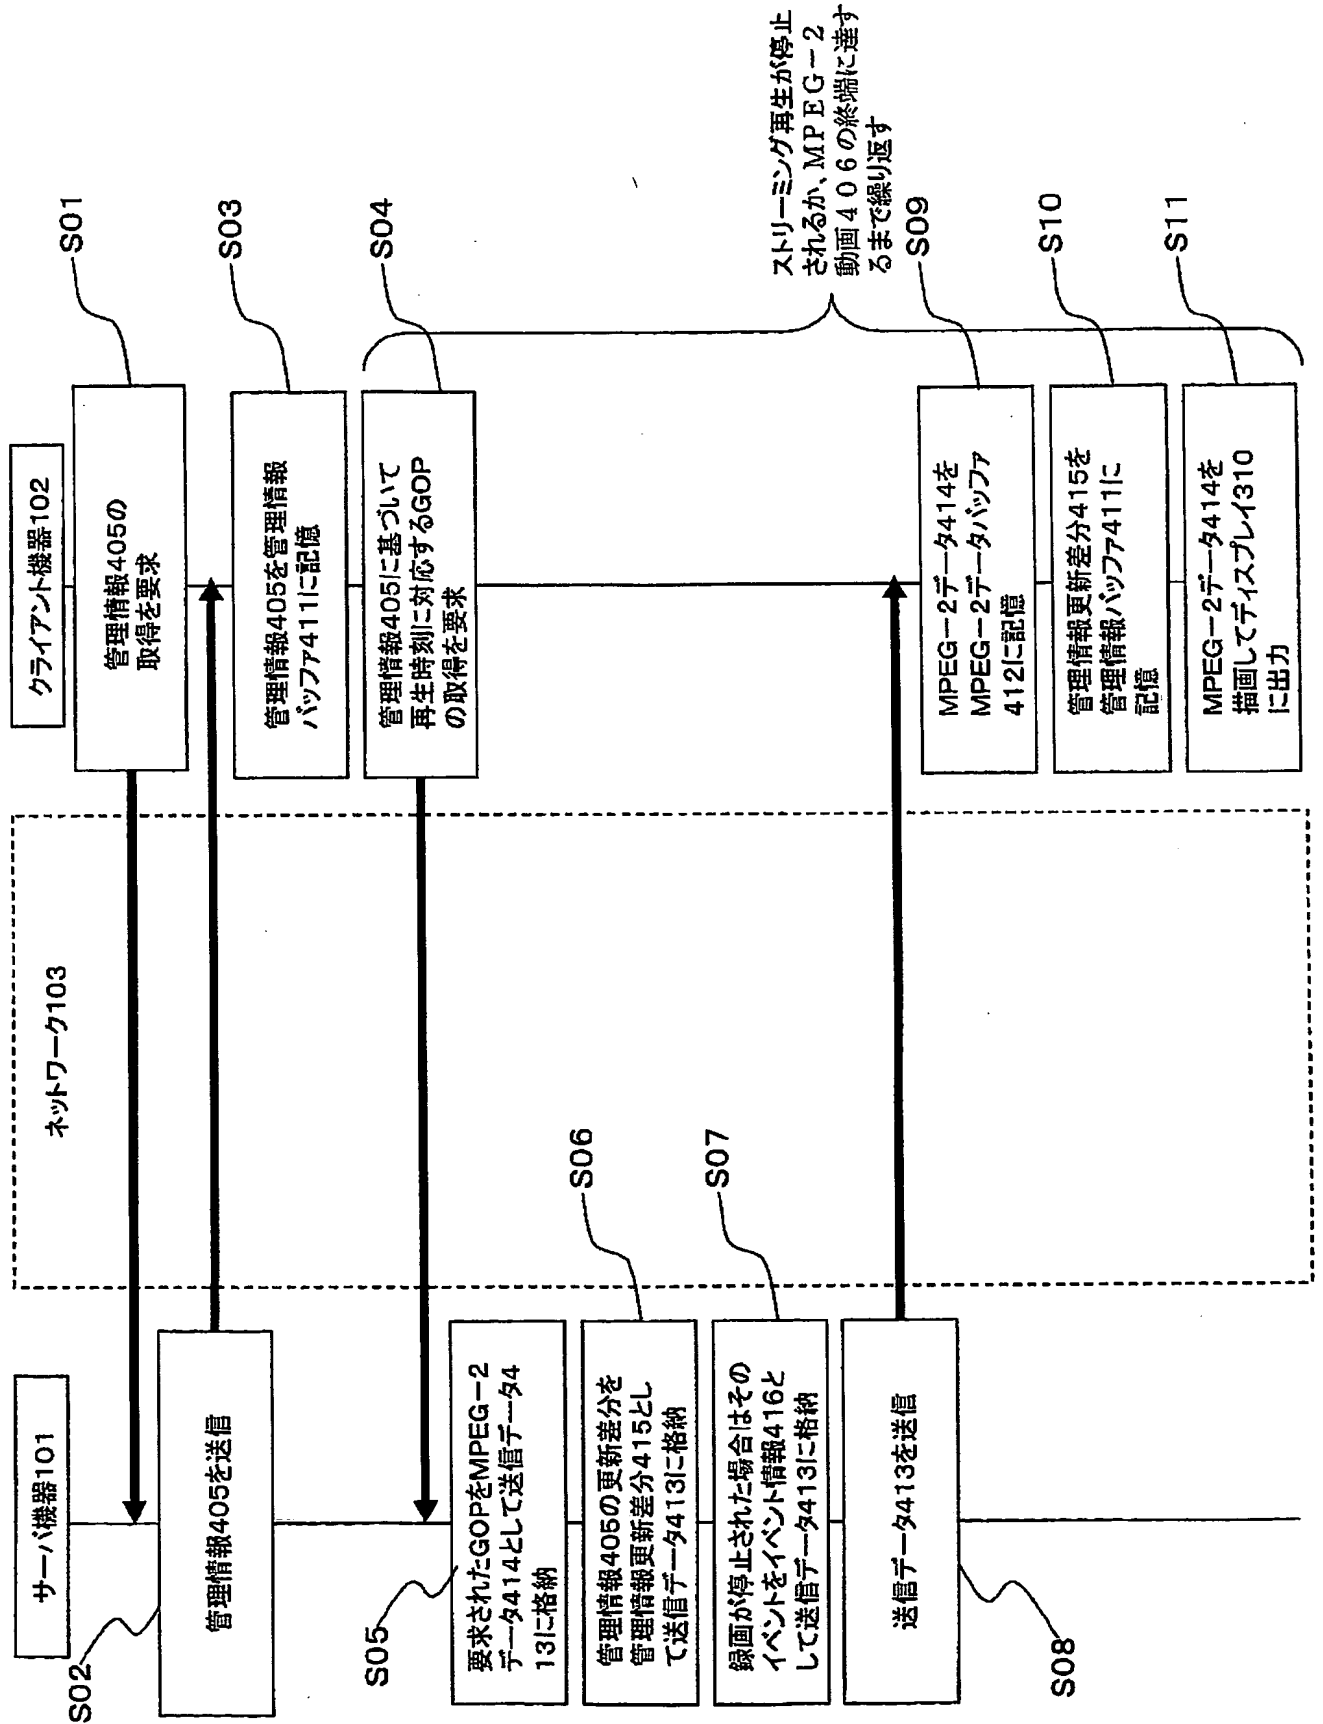 サーバ機器101
ネットワーク103
クライアント機器102
管理情報405の
取得を要求
S01
管理情報405を送信
S02
管理情報405を管理情報
バッファ411に記憶
S03
管理情報405に基づいて
再生時刻に対応するGOP
の取得を要求
S04
要求されたGOPをMPEG-2
データ414として送信データ4
13に格納
S05
管理情報405の更新差分を
管理情報更新差分415とし
て送信データ413に格納
S06
録画が停止された場合はその
イベントをイベント情報416と
して送信データ413に格納
S07
送信データ413を送信
S08
MPEG-2データ414を
MPEG-2データバッファ
412に記憶
S09
管理情報更新差分415を
管理情報バッファ411に
記憶
S10
MPEG-2データ414を
描画してディスプレイ310
に出力
S11
ストリーミング再生が停止
されるか、MPEG-2
動画406の終端に達す
るまで繰り返す